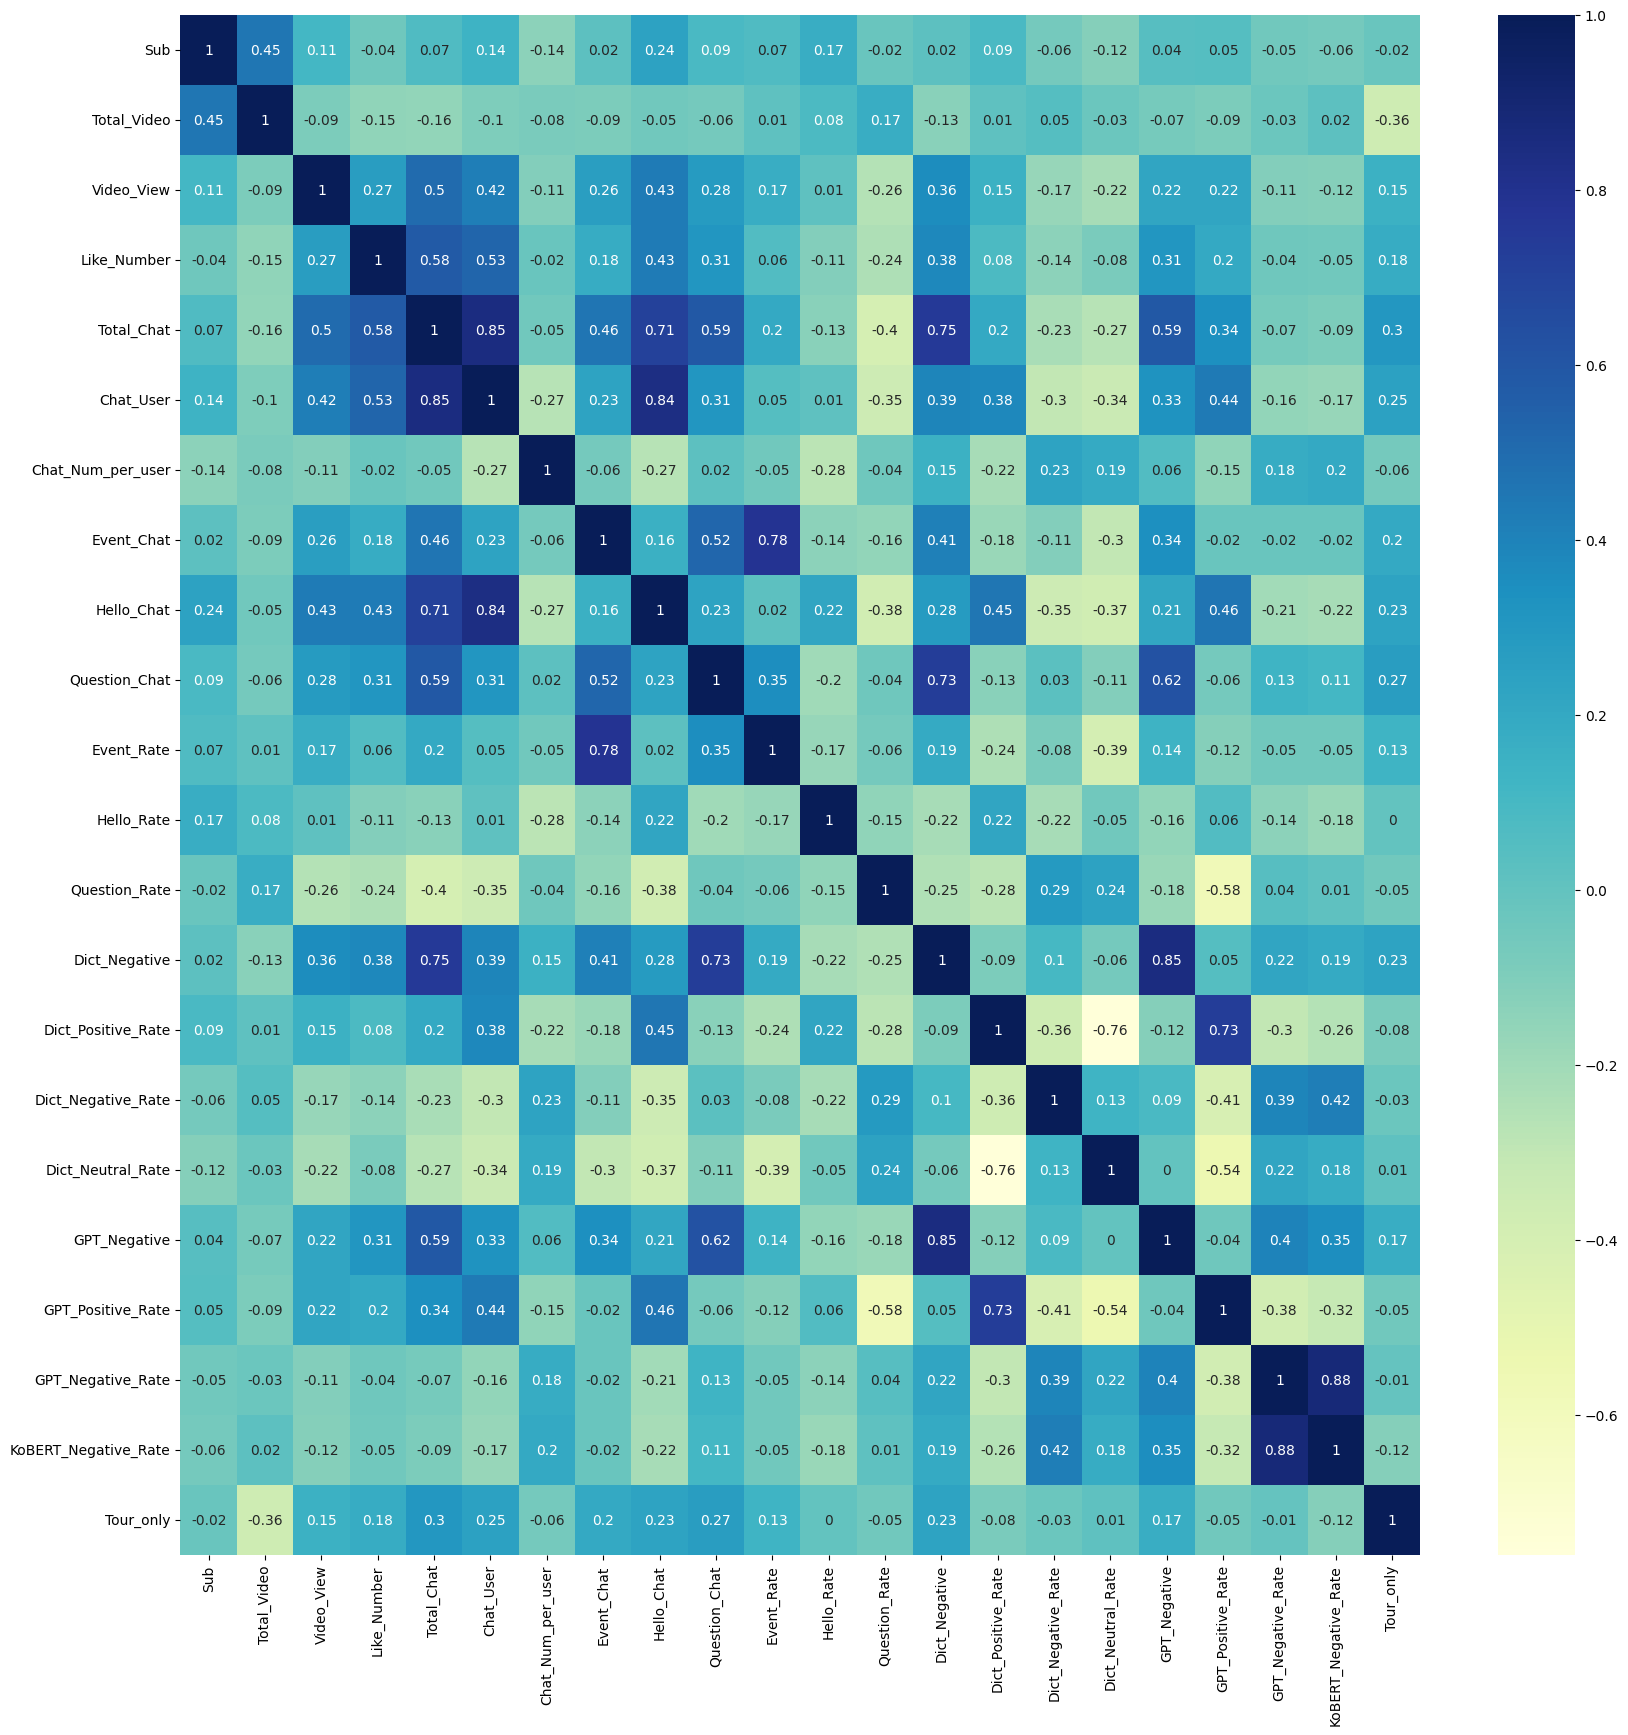 Sub 1 0.45 0.11 -0.04 0.07 0.14 -0.14 0.02 0.24 0.09 0.07 0.17 -0.02 0.02 0.09 -0.06 -0.12 0.04 0.05 -0.05 -0.06 -0.02
Total_Video 0.45 1 -0.09 -0.15 -0.16 -0.1 -0.08 -0.09 -0.05 -0.06 0.01 0.08 0.17 -0.13 0.01 0.05 -0.03 -0.07 -0.09 -0.03 0.02 -0.36
Video_View 0.11 -0.09 1 0.27 0.5 0.42 -0.11 0.26 0.43 0.28 0.17 0.01 -0.26 0.36 0.15 -0.17 -0.22 0.22 0.22 -0.11 -0.12 0.15
Like_Number -0.04 -0.15 0.27 1 0.58 0.53 -0.02 0.18 0.43 0.31 0.06 -0.11 -0.24 0.38 0.08 -0.14 -0.08 0.31 0.2 -0.04 -0.05 0.18
Total_Chat 0.07 -0.16 0.5 0.58 1 0.85 -0.05 0.46 0.71 0.59 0.2 -0.13 -0.4 0.75 0.2 -0.23 -0.27 0.59 0.34 -0.07 -0.09 0.3
Chat_User 0.14 -0.1 0.42 0.53 0.85 1 -0.27 0.23 0.84 0.31 0.05 0.01 -0.35 0.39 0.38 -0.3 -0.34 0.33 0.44 -0.16 -0.17 0.25
Chat_Num_per_user -0.14 -0.08 -0.11 -0.02 -0.05 -0.27 1 -0.06 -0.27 0.02 -0.05 -0.28 -0.04 0.15 -0.22 0.23 0.19 0.06 -0.15 0.18 0.2 -0.06
Event_Chat 0.02 -0.09 0.26 0.18 0.46 0.23 -0.06 1 0.16 0.52 0.78 -0.14 -0.16 0.41 -0.18 -0.11 -0.3 0.34 -0.02 -0.02 -0.02 0.2
Hello_Chat 0.24 -0.05 0.43 0.43 0.71 0.84 -0.27 0.16 1 0.23 0.02 0.22 -0.38 0.28 0.45 -0.35 -0.37 0.21 0.46 -0.21 -0.22 0.23
Question_Chat 0.09 -0.06 0.28 0.31 0.59 0.31 0.02 0.52 0.23 1 0.35 -0.2 -0.04 0.73 -0.13 0.03 -0.11 0.62 -0.06 0.13 0.11 0.27
Event_Rate 0.07 0.01 0.17 0.06 0.2 0.05 -0.05 0.78 0.02 0.35 1 -0.17 -0.06 0.19 -0.24 -0.08 -0.39 0.14 -0.12 -0.05 -0.05 0.13
Hello_Rate 0.17 0.08 0.01 -0.11 -0.13 0.01 -0.28 -0.14 0.22 -0.2 -0.17 1 -0.15 -0.22 0.22 -0.22 -0.05 -0.16 0.06 -0.14 -0.18 0
Question_Rate -0.02 0.17 -0.26 -0.24 -0.4 -0.35 -0.04 -0.16 -0.38 -0.04 -0.06 -0.15 1 -0.25 -0.28 0.29 0.24 -0.18 -0.58 0.04 0.01 -0.05
Dict_Negative 0.02 -0.13 0.36 0.38 0.75 0.39 0.15 0.41 0.28 0.73 0.19 -0.22 -0.25 1 -0.09 0.1 -0.06 0.85 0.05 0.22 0.19 0.23
Dict_Positive_Rate 0.09 0.01 0.15 0.08 0.2 0.38 -0.22 -0.18 0.45 -0.13 -0.24 0.22 -0.28 -0.09 1 -0.36 -0.76 -0.12 0.73 -0.3 -0.26 -0.08
Dict_Negative_Rate -0.06 0.05 -0.17 -0.14 -0.23 -0.3 0.23 -0.11 -0.35 0.03 -0.08 -0.22 0.29 0.1 -0.36 1 0.13 0.09 -0.41 0.39 0.42 -0.03
Dict_Neutral_Rate -0.12 -0.03 -0.22 -0.08 -0.27 -0.34 0.19 -0.3 -0.37 -0.11 -0.39 -0.05 0.24 -0.06 -0.76 0.13 1 0 -0.54 0.22 0.18 0.01
GPT_Negative 0.04 -0.07 0.22 0.31 0.59 0.33 0.06 0.34 0.21 0.62 0.14 -0.16 -0.18 0.85 -0.12 0.09 0 1 -0.04 0.4 0.35 0.17
GPT_Positive_Rate 0.05 -0.09 0.22 0.2 0.34 0.44 -0.15 -0.02 0.46 -0.06 -0.12 0.06 -0.58 0.05 0.73 -0.41 -0.54 -0.04 1 -0.38 -0.32 -0.05
GPT_Negative_Rate -0.05 -0.03 -0.11 -0.04 -0.07 -0.16 0.18 -0.02 -0.21 0.13 -0.05 -0.14 0.04 0.22 -0.3 0.39 0.22 0.4 -0.38 1 0.88 -0.01
KoBERT_Negative_Rate -0.06 0.02 -0.12 -0.05 -0.09 -0.17 0.2 -0.02 -0.22 0.11 -0.05 -0.18 0.01 0.19 -0.26 0.42 0.18 0.35 -0.32 0.88 1 -0.12
Tour_only -0.02 -0.36 0.15 0.18 0.3 0.25 -0.06 0.2 0.23 0.27 0.13 0 -0.05 0.23 -0.08 -0.03 0.01 0.17 -0.05 -0.01 -0.12 1
Sub
Total_Video
Video_View
Like_Number
Total_Chat
Chat_User
Chat_Num_per_user
Event_Chat
Hello_Chat
Question_Chat
Event_Rate
Hello_Rate
Question_Rate
Dict_Negative
Dict_Positive_Rate
Dict_Negative_Rate
Dict_Neutral_Rate
GPT_Negative
GPT_Positive_Rate
GPT_Negative_Rate
KoBERT_Negative_Rate
Tour_only
1.0
0.8
0.6
0.4
0.2
0.0
−0.2
−0.4
−0.6